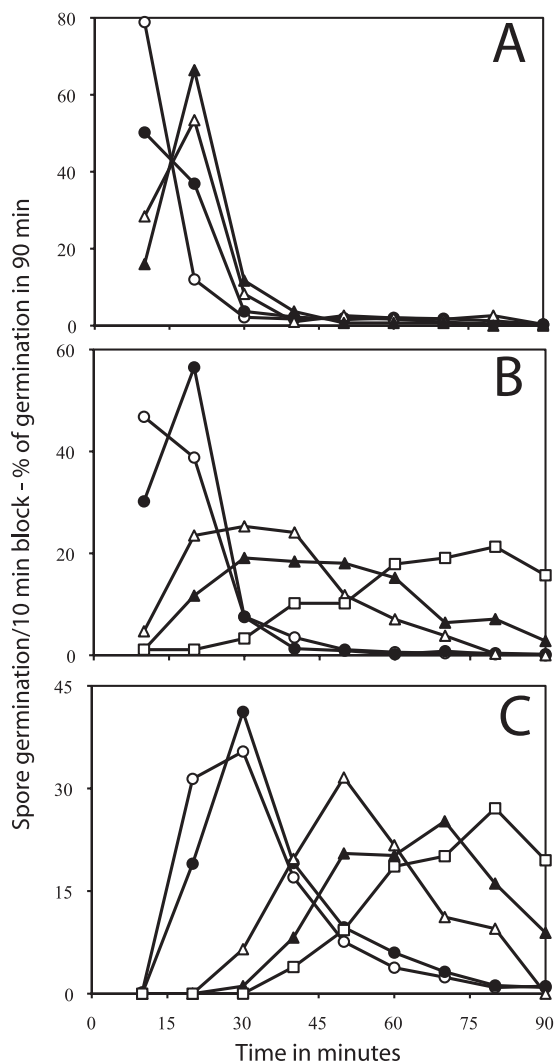 80
A
60
40
20
0
60
B
40
20
0
45
C
30
15
0
0 15 30 45 60 75 90
Time in minutes
Spore germination/10 min block - % of germination in 90 min